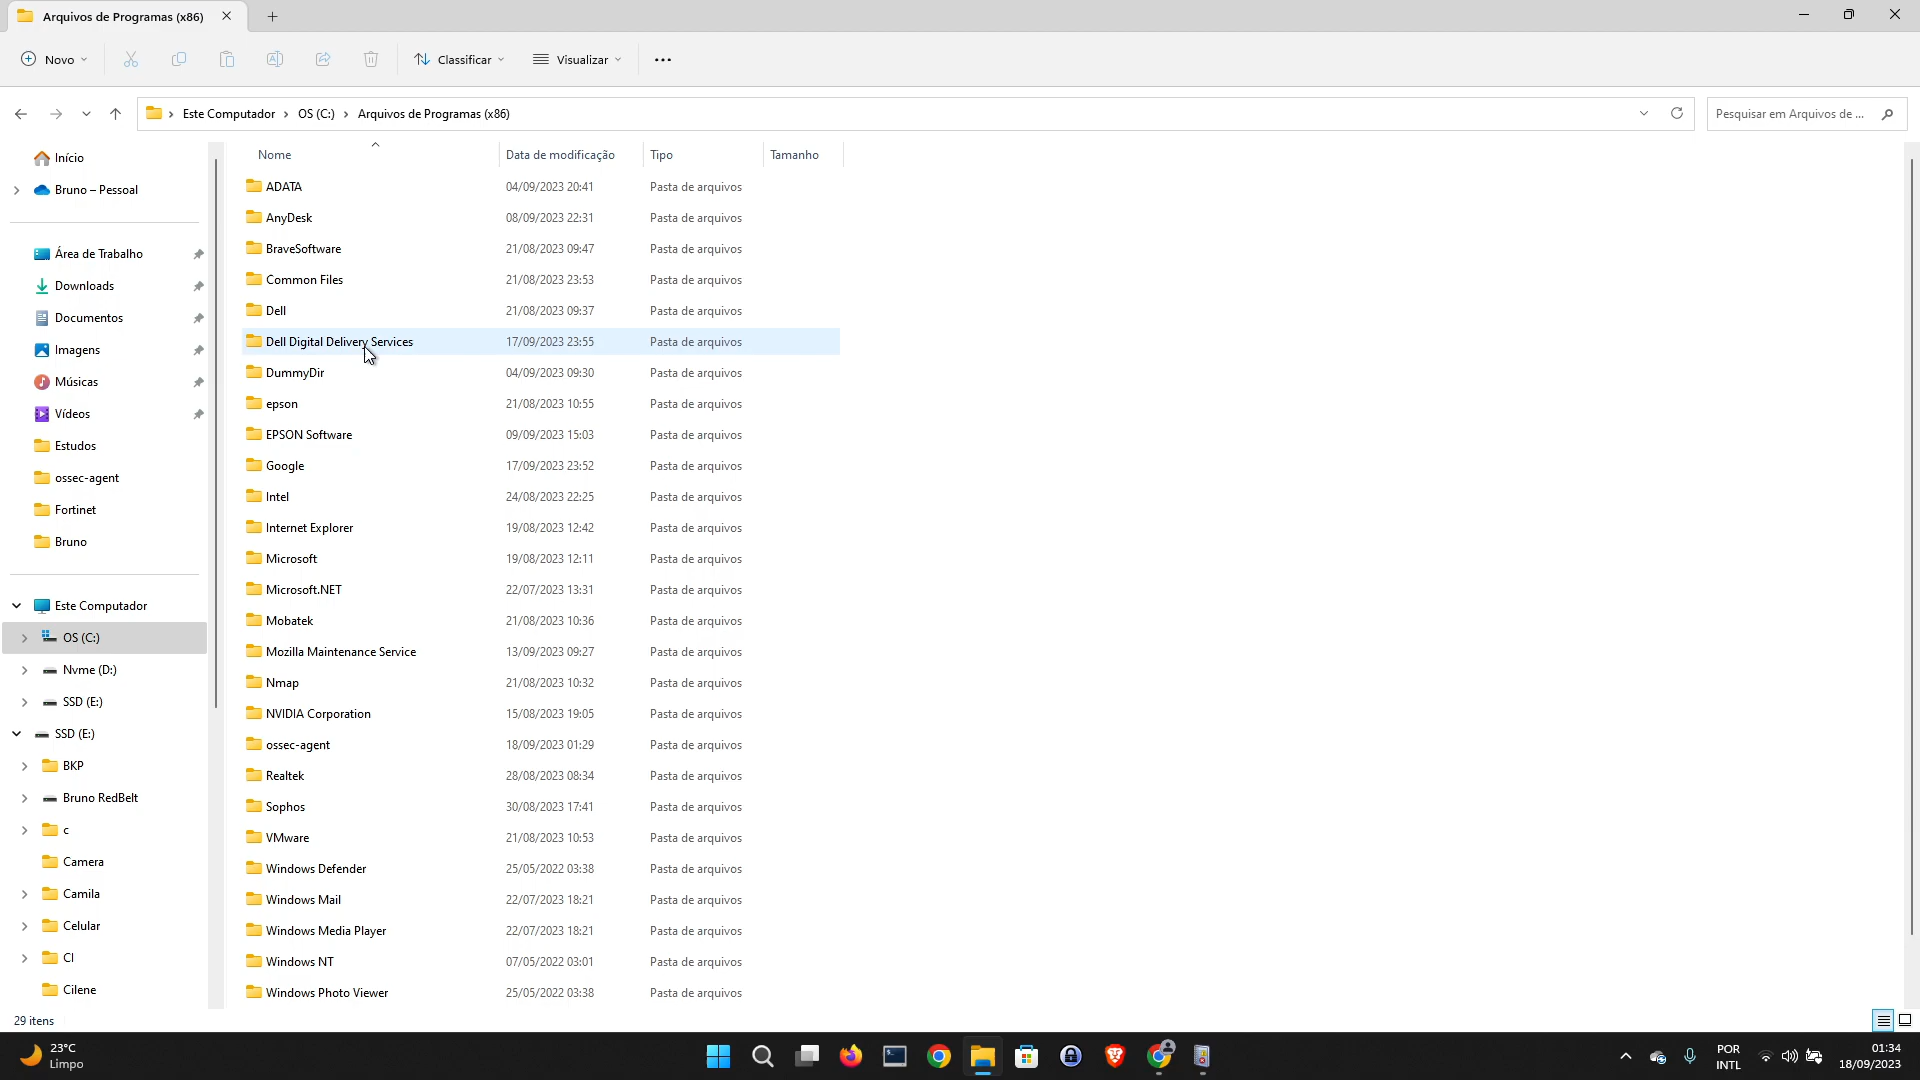 Arquivos de Programas (x86)
Novo
Classificar
Visualizar
Este Computador
OS (C:)
Arquivos de Programas (x86)
Pesquisar em Arquivos de ...
Início
Bruno – Pessoal
Área de Trabalho
Downloads
Documentos
Imagens
Músicas
Vídeos
Estudos
ossec-agent
Fortinet
Bruno
Este Computador
OS (C:)
Nvme (D:)
SSD (E:)
SSD (E:)
BKP
Bruno RedBelt
c
Camera
Camila
Celular
CI
Cilene
Nome Data de modificação Tipo Tamanho
ADATA 04/09/2023 20:41 Pasta de arquivos
AnyDesk 08/09/2023 22:31 Pasta de arquivos
BraveSoftware 21/08/2023 09:47 Pasta de arquivos
Common Files 21/08/2023 23:53 Pasta de arquivos
Dell 21/08/2023 09:37 Pasta de arquivos
Dell Digital Delivery Services 17/09/2023 23:55 Pasta de arquivos
DummyDir 04/09/2023 09:30 Pasta de arquivos
epson 21/08/2023 10:55 Pasta de arquivos
EPSON Software 09/09/2023 15:03 Pasta de arquivos
Google 17/09/2023 23:52 Pasta de arquivos
Intel 24/08/2023 22:25 Pasta de arquivos
Internet Explorer 19/08/2023 12:42 Pasta de arquivos
Microsoft 19/08/2023 12:11 Pasta de arquivos
Microsoft.NET 22/07/2023 13:31 Pasta de arquivos
Mobatek 21/08/2023 10:36 Pasta de arquivos
Mozilla Maintenance Service 13/09/2023 09:27 Pasta de arquivos
Nmap 21/08/2023 10:32 Pasta de arquivos
NVIDIA Corporation 15/08/2023 19:05 Pasta de arquivos
ossec-agent 18/09/2023 01:29 Pasta de arquivos
Realtek 28/08/2023 08:34 Pasta de arquivos
Sophos 30/08/2023 17:41 Pasta de arquivos
VMware 21/08/2023 10:53 Pasta de arquivos
Windows Defender 25/05/2022 03:38 Pasta de arquivos
Windows Mail 22/07/2023 18:21 Pasta de arquivos
Windows Media Player 22/07/2023 18:21 Pasta de arquivos
Windows NT 07/05/2022 03:01 Pasta de arquivos
Windows Photo Viewer 25/05/2022 03:38 Pasta de arquivos
29 itens
23°C
Limpo
POR
INTL
01:34
18/09/2023